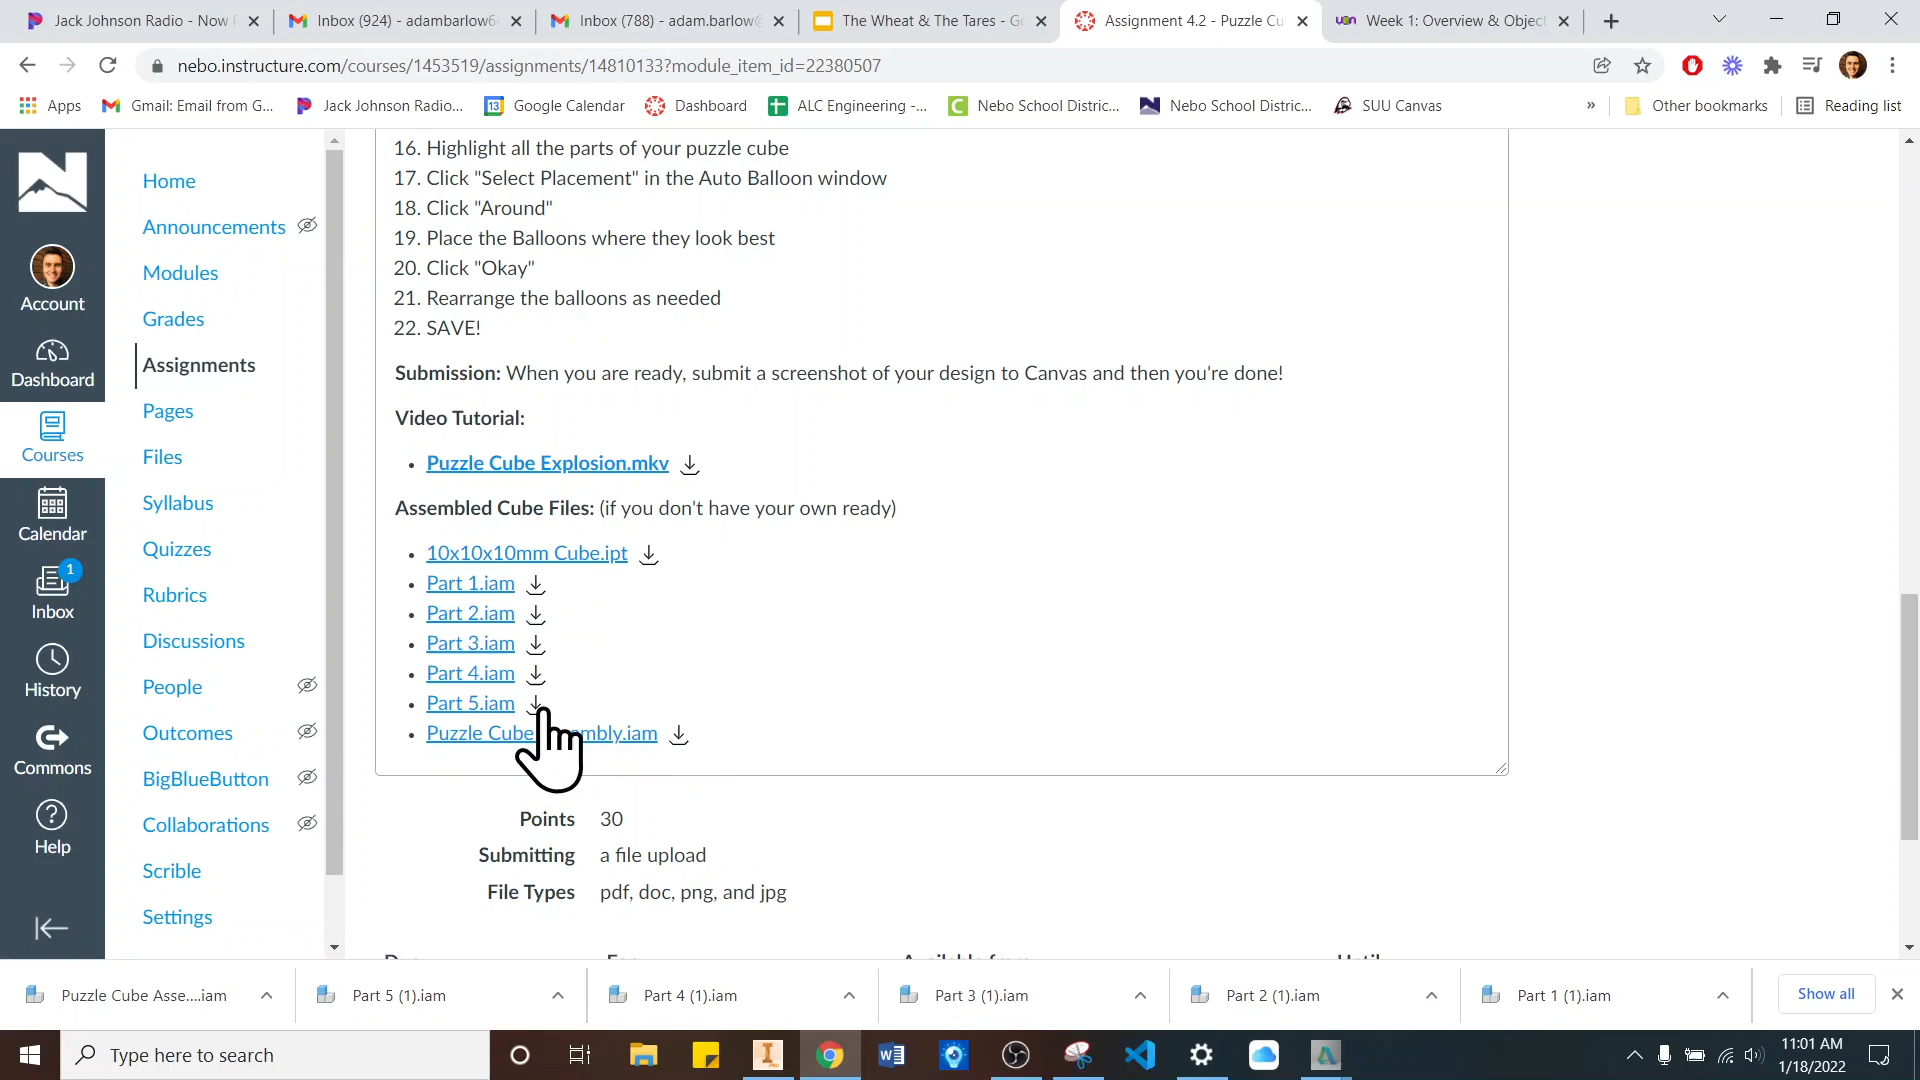 Jack Johnson Radio - Now P
Inbox (924) - adambarlow6
Inbox (788) - adam.barlow@
The Wheat & The Tares - Go
Assignment 4.2 - Puzzle Cu
uen
Week 1: Overview & Object
nebo.instructure.com/courses/1453519/assignments/14810133?module_item_id=22380507
Apps
Gmail: Email from G...
Jack Johnson Radio...
Google Calendar
Dashboard
ALC Engineering -...
Nebo School Distric...
Nebo School Distric...
SUU Canvas
»
Other bookmarks
Reading list
Account
Dashboard
Courses
Calendar
1
Inbox
History
Commons
Help
Home
Announcements
Modules
Grades
Assignments
Pages
Files
Syllabus
Quizzes
Rubrics
Discussions
People
Outcomes
BigBlueButton
Collaborations
Scrible
Settings
16. Highlight all the parts of your puzzle cube
17. Click "Select Placement" in the Auto Balloon window
18. Click "Around"
19. Place the Balloons where they look best
20. Click "Okay"
21. Rearrange the balloons as needed
22. SAVE!
Submission: When you are ready, submit a screenshot of your design to Canvas and then you're done!
Video Tutorial:
• Puzzle Cube Explosion.mkv
Assembled Cube Files: (if you don't have your own ready)
• 10x10x10mm Cube.ipt
• Part 1.iam
• Part 2.iam
• Part 3.iam
• Part 4.iam
• Part 5.iam
• Puzzle Cube mbly.iam
Points 30
Submitting a file upload
File Types pdf, doc, png, and jpg
Puzzle Cube Asse....iam
Part 5 (1).iam
Part 4 (1).iam
Part 3 (1).iam
Part 2 (1).iam
Part 1 (1).iam
Show all
Type here to search
11:01 AM
1/18/2022